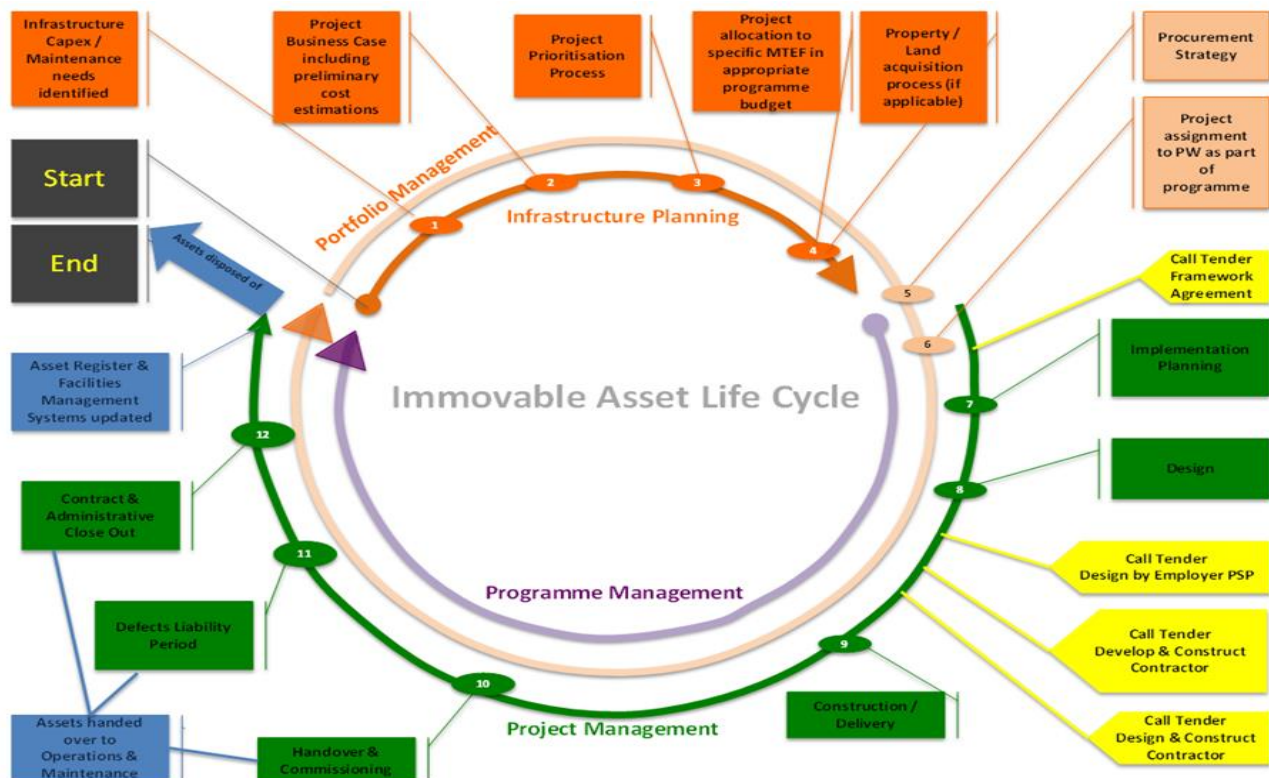 Infrastructure
Capex /
Maintenance
needs
identified
Project
Business Case
including
preliminary
cost
estimations
Project
Prioritisation
Process
Project
allocation to
specific MTEF in
appropriate
programme
budget
Property /
Land
acquisition
process (if
applicable)
Procurement
Strategy
Project
assignment
to PW as part
of
programme
Start
End
Assets disposed of
Portfolio Management
1
2
3
4
Infrastructure Planning
5
6
Call Tender
Framework
Agreement
Implementation
Planning
7
Design
8
Immovable Asset Life Cycle
Asset Register &
Facilities
Management
Systems updated
12
Contract &
Administrative
Close Out
11
Defects Liability
Period
Call Tender
Design by Employer PSP
Call Tender
Develop & Construct
Contractor
Call Tender
Design & Construct
Contractor
Programme Management
9
Construction /
Delivery
10
Project Management
Handover &
Commissioning
Assets handed
over to
Operations &
Maintenance